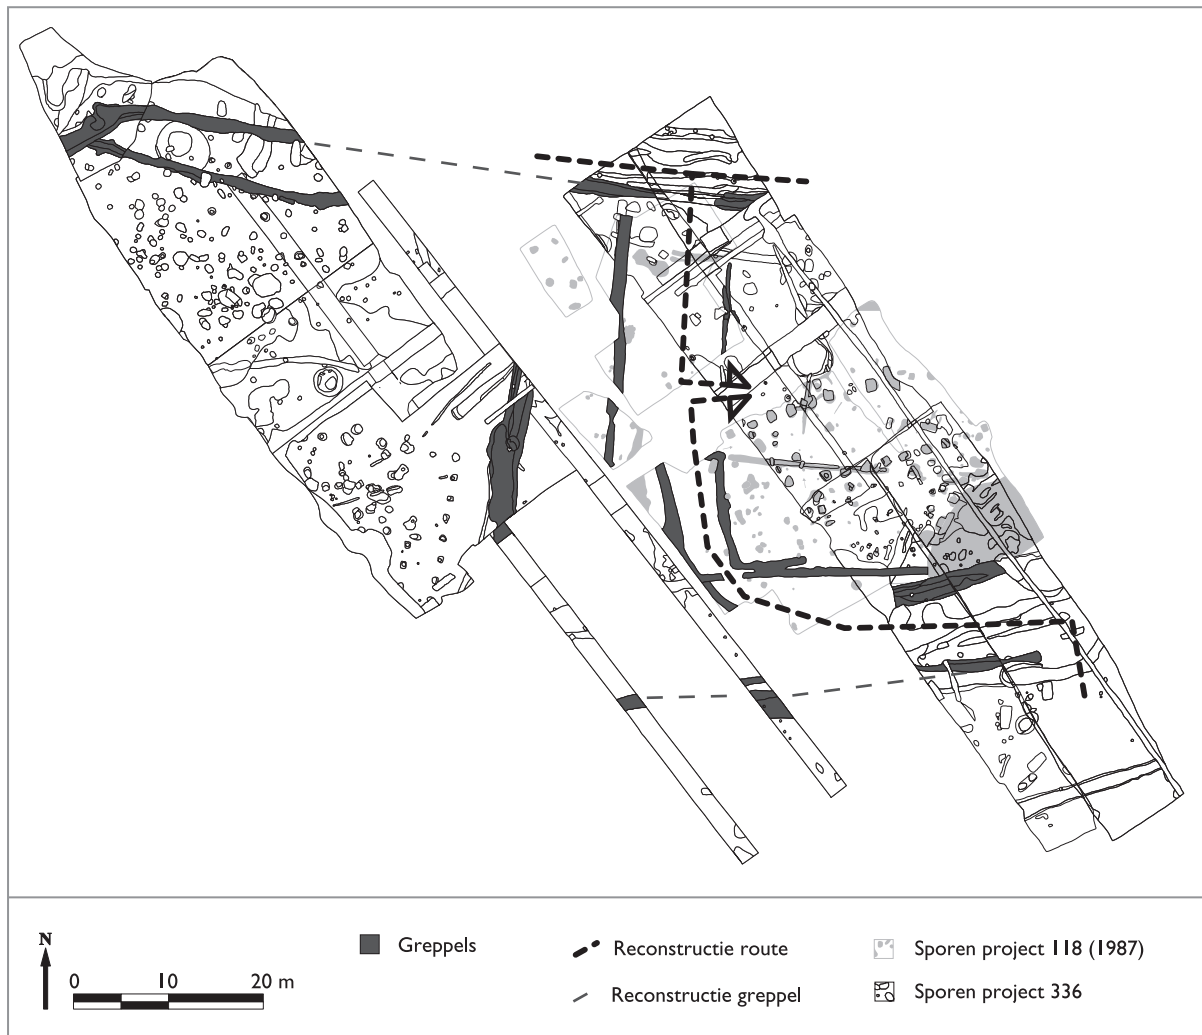 N
0 10 20 m
Greppels
Reconstructie route
Reconstructie greppel
Sporen project 118 (1987)
Sporen project 336